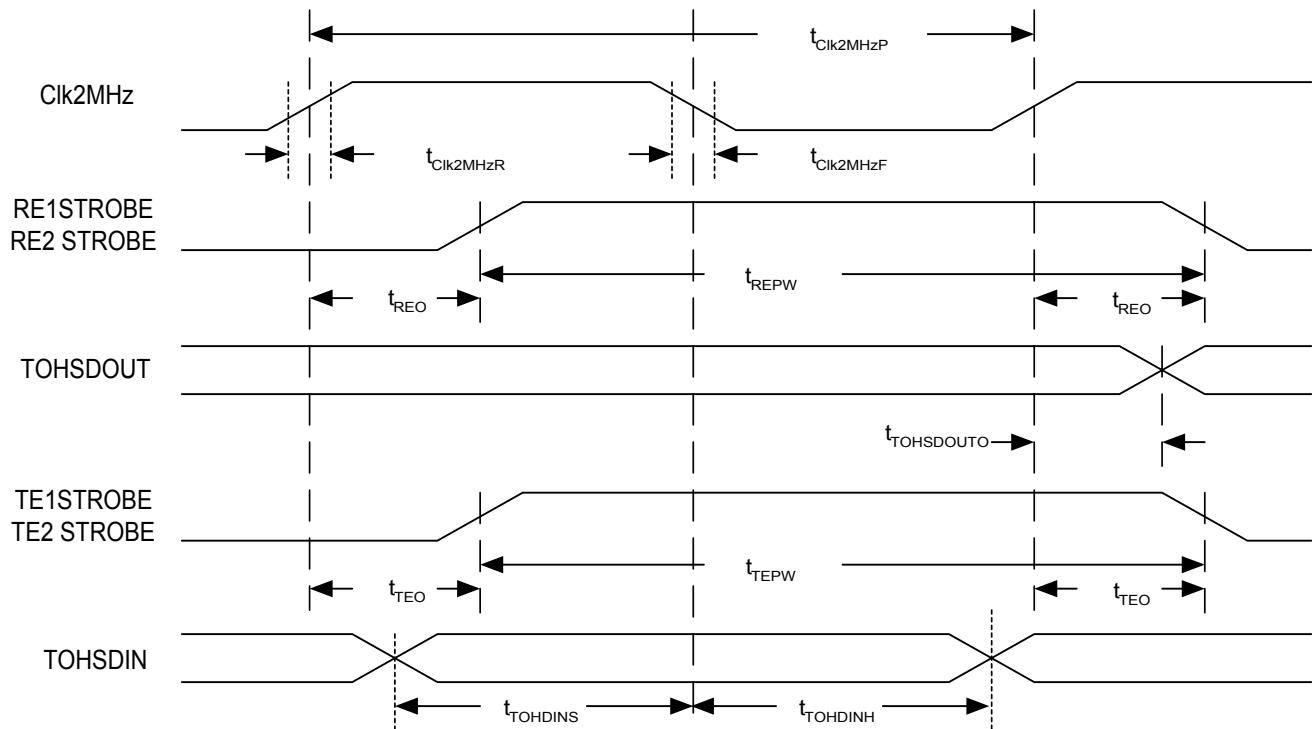 tClk2MHzP
Clk2MHz
tClk2MHzR
tClk2MHzF
RE1STROBE
RE2 STROBE
tREPW
tREO
tREO
TOHSDOUT
tTOHSDOUTO
TE1STROBE
TE2 STROBE
tTEPW
tTEO
tTEO
TOHSDIN
tTOHDINS
tTOHDINH